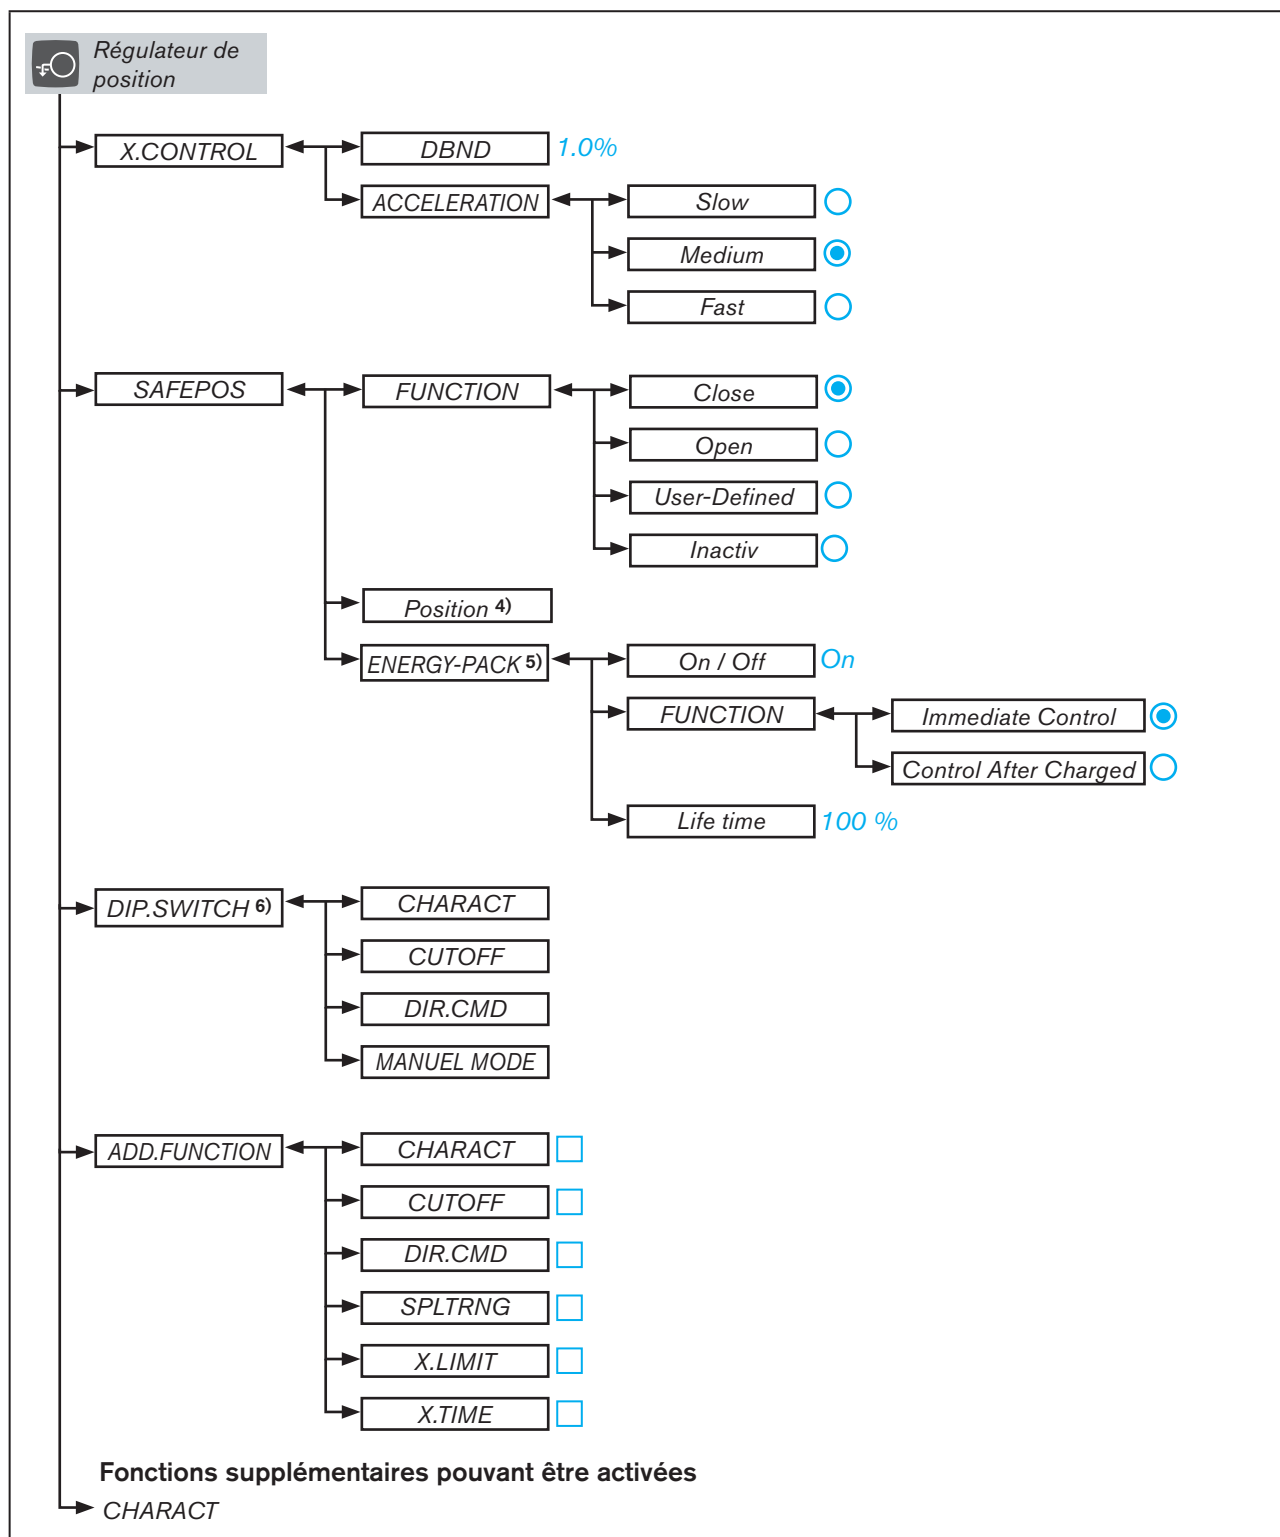 Régulateur de
position
X.CONTROL
DBND
1.0%
ACCELERATION
Slow
Medium
Fast
SAFEPOS
FUNCTION
Close
Open
User-Defined
Inactiv
Position 4)
ENERGY-PACK 5)
On / Off
On
FUNCTION
Immediate Control
Control After Charged
Life time
100 %
DIP.SWITCH 6)
CHARACT
CUTOFF
DIR.CMD
MANUEL MODE
ADD.FUNCTION
CHARACT
CUTOFF
DIR.CMD
SPLTRNG
X.LIMIT
X.TIME
Fonctions supplémentaires pouvant être activées
CHARACT